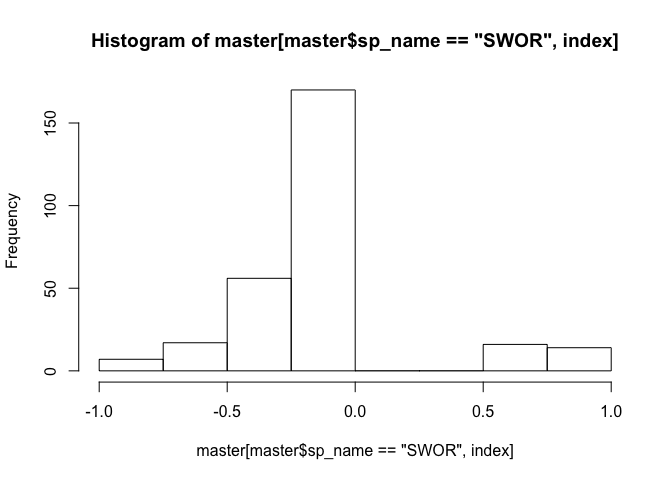 Histogram of master[master$sp_name == "SWOR", index]
Frequency
150
100
50
0
-1.0 -0.5 0.0 0.5 1.0
master[master$sp_name == "SWOR", index]